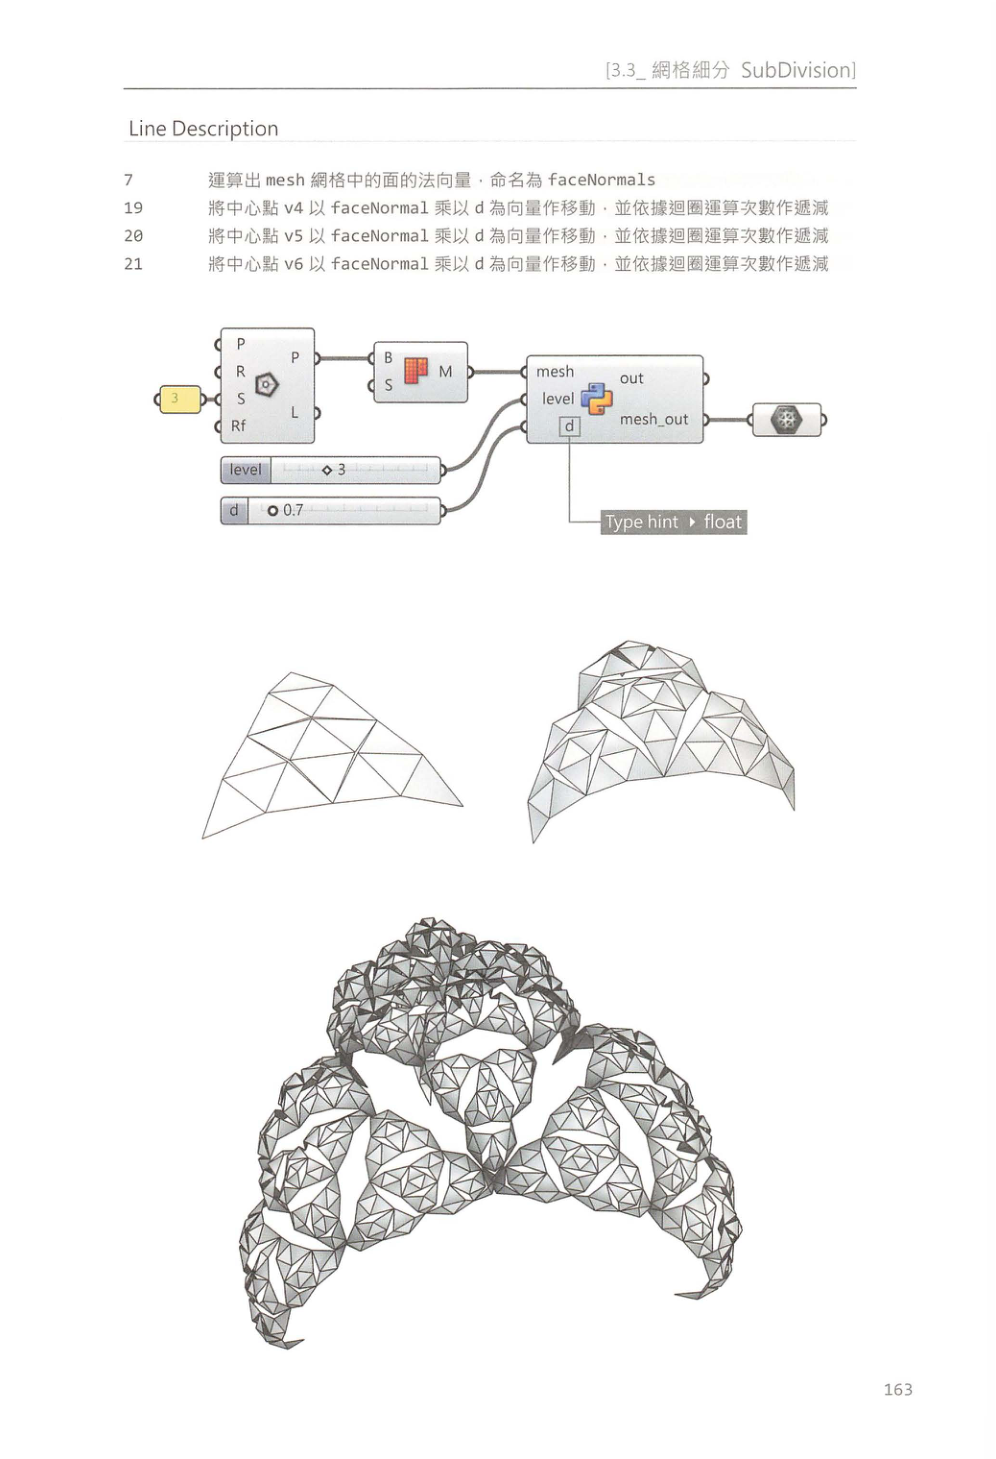 [3.3_ 網格細分 SubDivision]
Line Description
7 運算出 mesh 網格中的面的法向量，命名為 faceNormals
19 將中心點 v4 以 faceNormal 乘以 d 為向量作移動，並依據迴圈運算次數作遞減
20 將中心點 v5 以 faceNormal 乘以 d 為向量作移動，並依據迴圈運算次數作遞減
21 將中心點 v6 以 faceNormal 乘以 d 為向量作移動，並依據迴圈運算次數作遞減
3
P
R
S
Rf
P
L
B
S
M
mesh
level
d
out
mesh_out
level 3
d 0.7
Type hint ▸ float
163